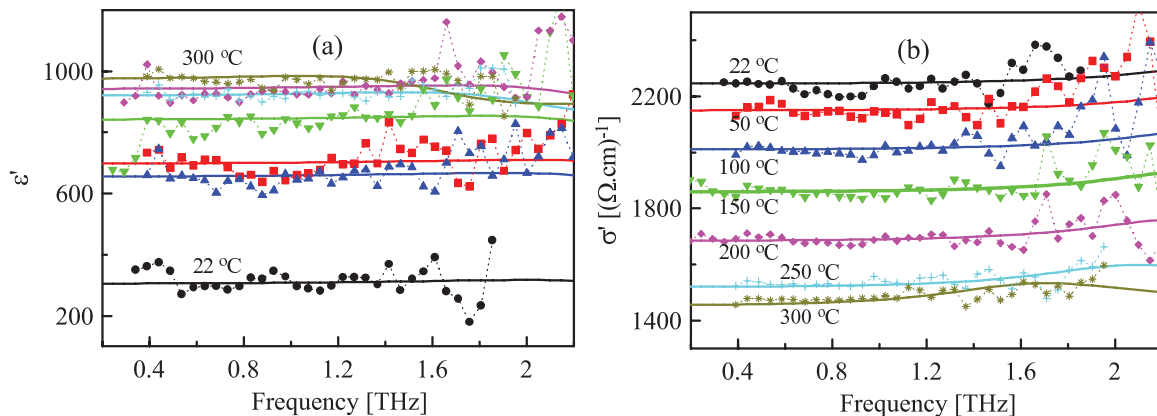 (a)
300 °C
22 °C
1000
600
200
ε'
0.4 0.8 1.2 1.6 2
Frequency [THz]
(b)
22 °C
50 °C
100 °C
150 °C
200 °C
250 °C
300 °C
2200
1800
1400
σ' [(Ω.cm)⁻¹
0.4 0.8 1.2 1.6 2
Frequency [THz]